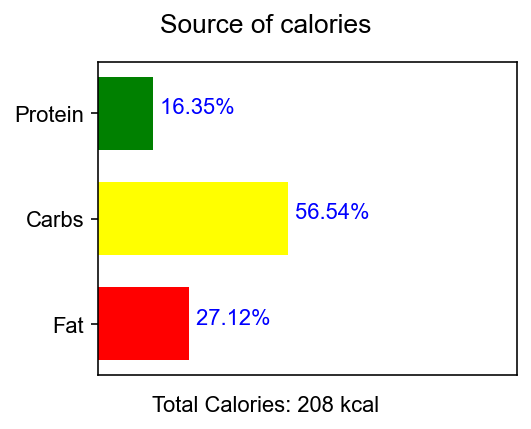 Source of calories
Protein 16.35%
Carbs 56.54%
Fat 27.12%
Total Calories: 208 kcal